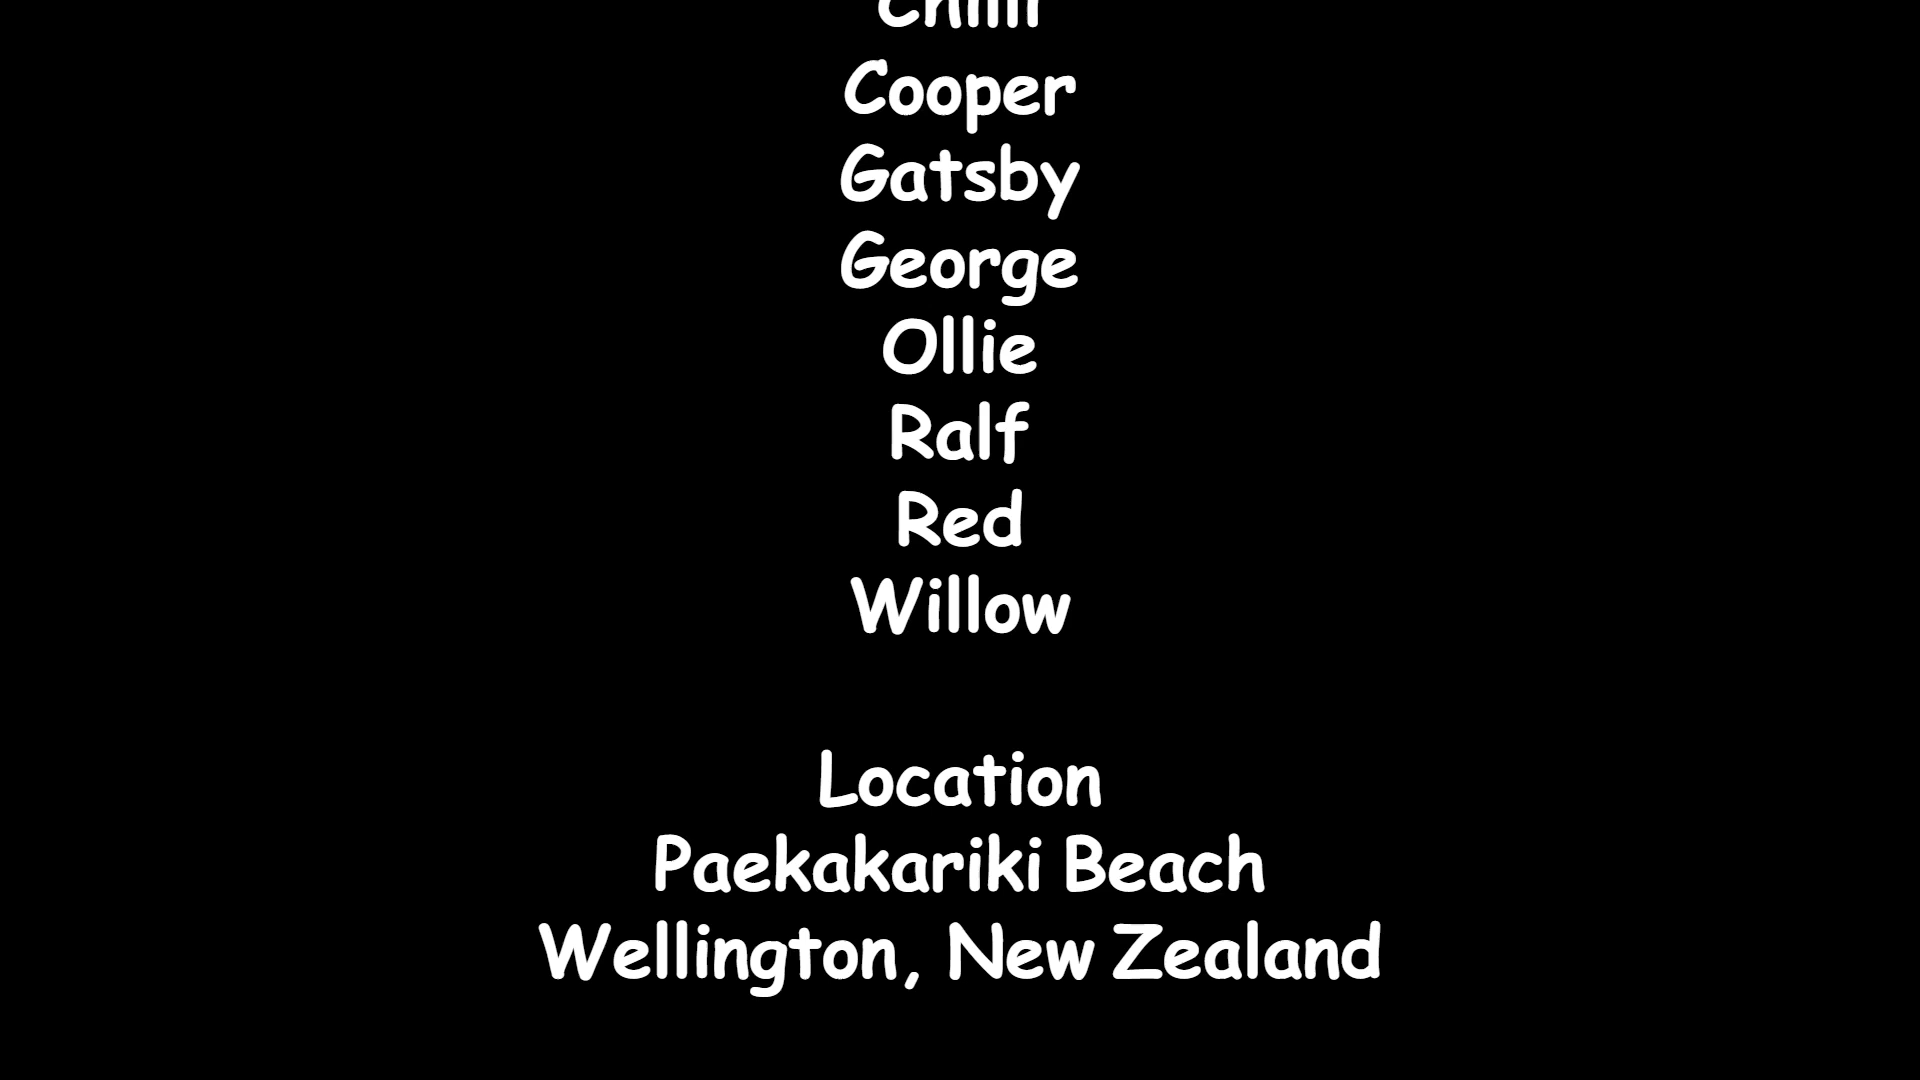 Cooper
Gatsby
George
Ollie
Ralf
Red
Willow
Location
Paekakariki Beach
Wellington, New Zealand